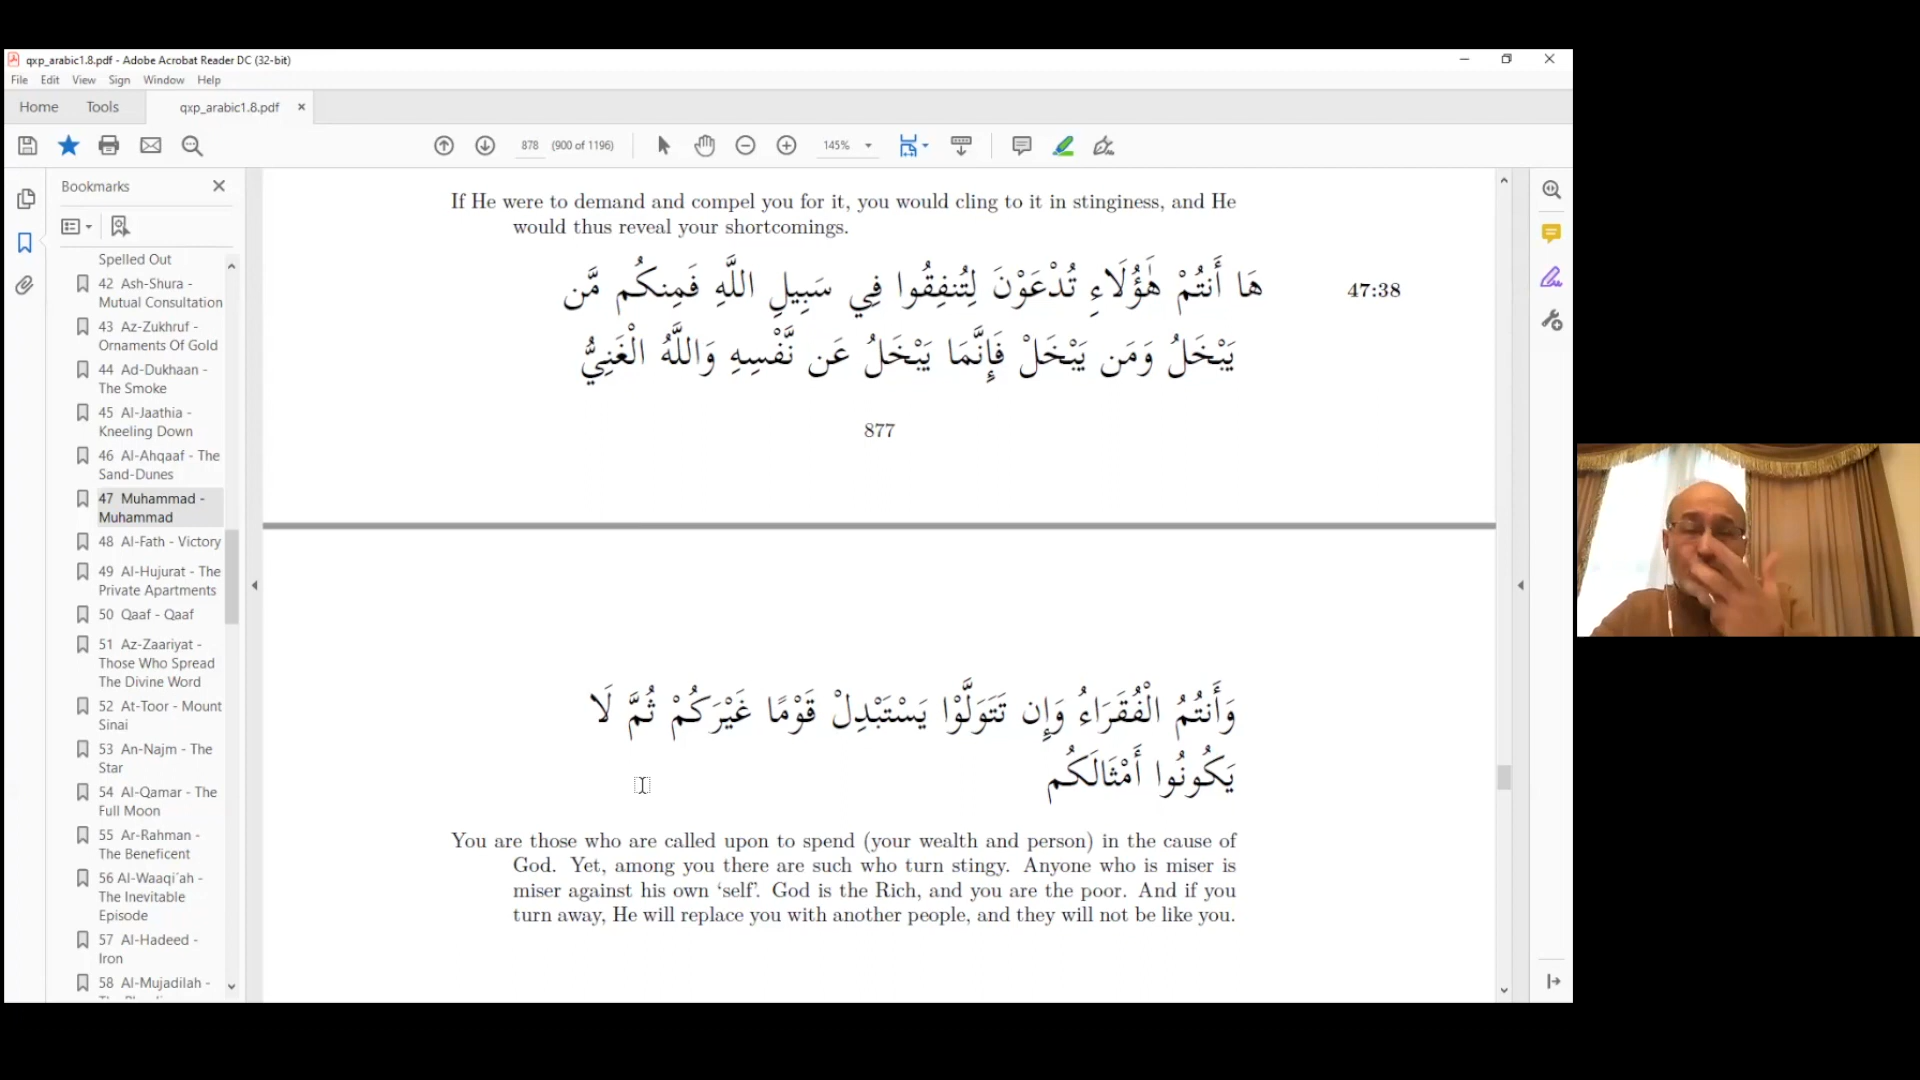 qxp_arabic1.8.pdf - Adobe Acrobat Reader DC (32-bit)
File Edit View Sign Window Help
Home Tools qxp_arabic1.8.pdf
878 (900 of 1196) 145%
Bookmarks
Spelled Out
42 Ash-Shura -
Mutual Consultation
43 Az-Zukhruf -
Ornaments Of Gold
44 Ad-Dukhaan -
The Smoke
45 Al-Jaathia -
Kneeling Down
46 Al-Ahqaaf - The
Sand-Dunes
47 Muhammad -
Muhammad
48 Al-Fath - Victory
49 Al-Hujurat - The
Private Apartments
50 Qaaf - Qaaf
51 Az-Zaariyat -
Those Who Spread
The Divine Word
52 At-Toor - Mount
Sinai
53 An-Najm - The
Star
54 Al-Qamar - The
Full Moon
55 Ar-Rahman -
The Beneficent
56 Al-Waaqi´ah -
The Inevitable
Episode
57 Al-Hadeed -
Iron
58 Al-Mujadilah -
If He were to demand and compel you for it, you would cling to it in stinginess, and He
would thus reveal your shortcomings.
هَا أَنتُمْ هَٰؤُلَاءِ تُدْعَوْنَ لِتُنفِقُوا فِي سَبِيلِ اللَّهِ فَمِنكُم مَّن
47:38
يَبْخَلُ وَمَن يَبْخَلْ فَإِنَّمَا يَبْخَلُ عَن نَّفْسِهِ وَاللَّهُ الْغَنِيُّ
877
وَأَنتُمُ الْفُقَرَاءُ وَإِن تَتَوَلَّوْا يَسْتَبْدِلْ قَوْمًا غَيْرَكُمْ ثُمَّ لَا
يَكُونُوا أَمْثَالَكُم
You are those who are called upon to spend (your wealth and person) in the cause of
God. Yet, among you there are such who turn stingy. Anyone who is miser is
miser against his own ‘self’. God is the Rich, and you are the poor. And if you
turn away, He will replace you with another people, and they will not be like you.